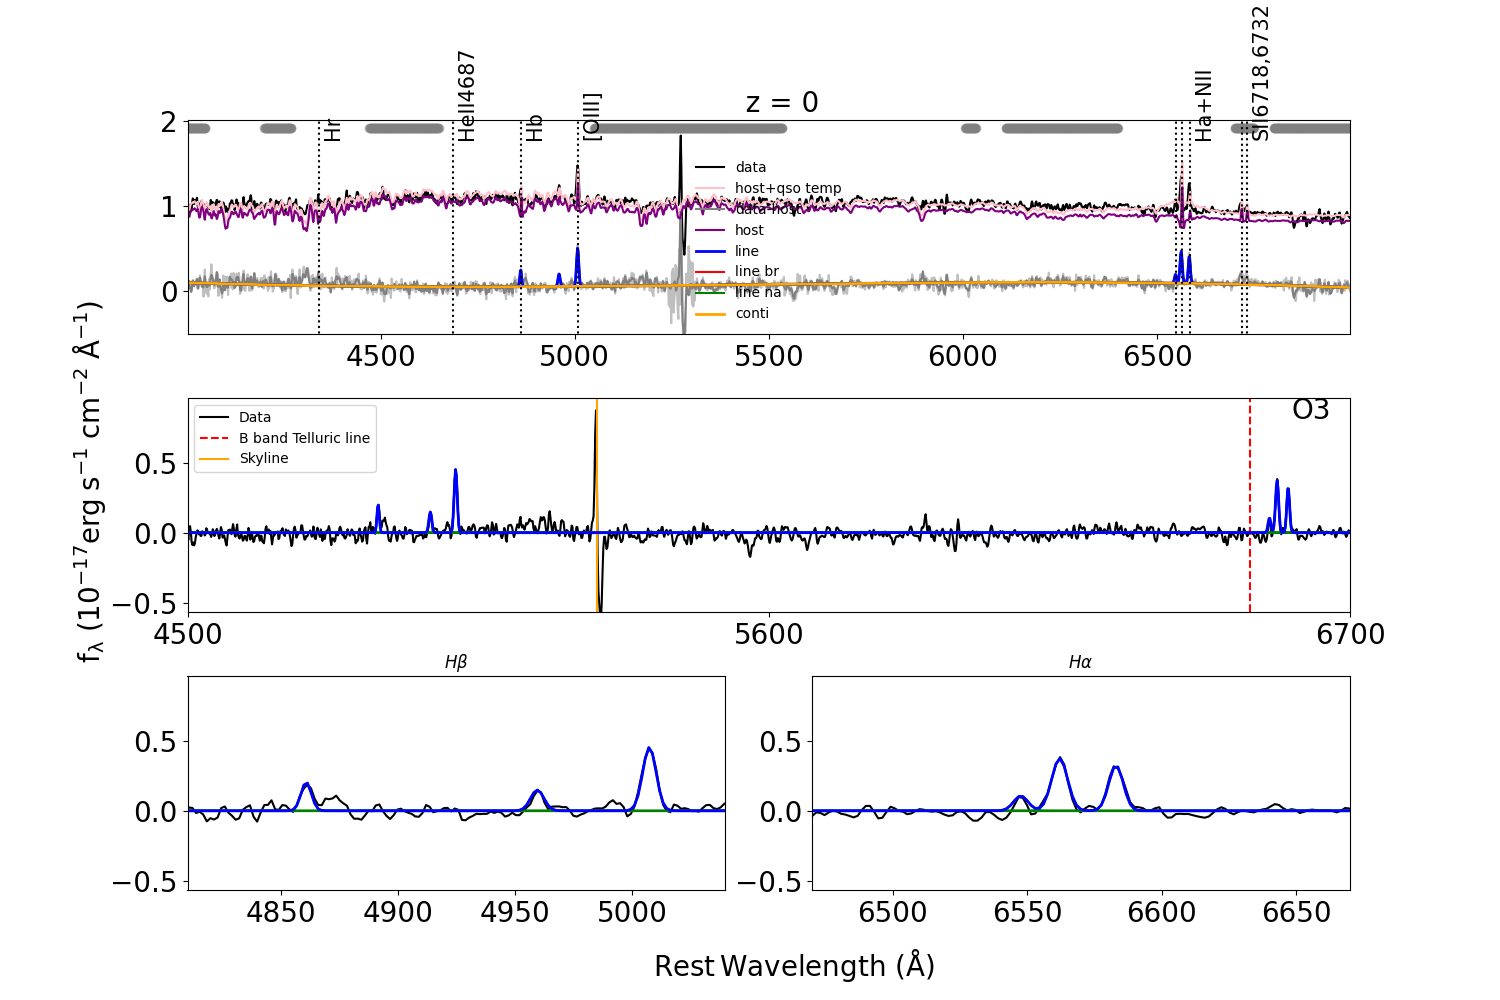 z = 0
Hr
HeII4687
Hb
[OIII]
Ha+NII
SII6718,6732
2
1
0
data
host+qso temp
data-host
host
line
line br
line na
conti
4500 5000 5500 6000 6500
fλ (10−17erg s−1 cm−2 Å−1)
O3
Data
B band Telluric line
Skyline
0.5
0.0
−0.5
4500 5600 6700
Hβ
0.5
0.0
−0.5
4850 4900 4950 5000
Hα
0.5
0.0
−0.5
6500 6550 6600 6650
Rest Wavelength (Å)